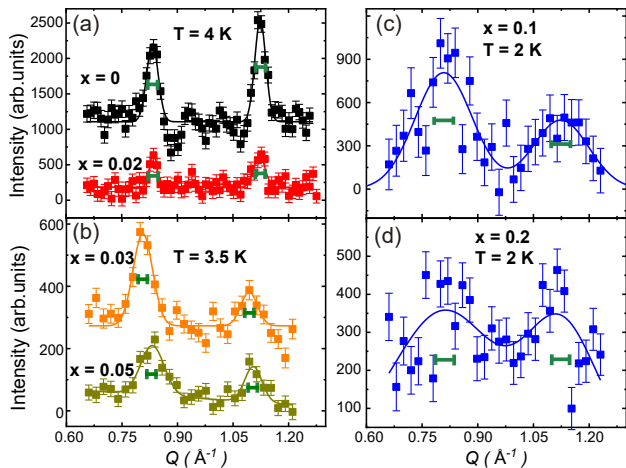 (a)
T = 4 K
x = 0
x = 0.02
2500
2000
1500
1000
500
0
Intensity (arb.units)
(b)
T = 3.5 K
x = 0.03
x = 0.05
600
400
200
0
Intensity (arb.units)
0.60 0.75 0.90 1.05 1.20
Q ( Å⁻¹)
(c)
x = 0.1
T = 2 K
900
600
300
0
(d)
x = 0.2
T = 2 K
500
400
300
200
100
0.60 0.75 0.90 1.05 1.20
Q ( Å⁻¹)